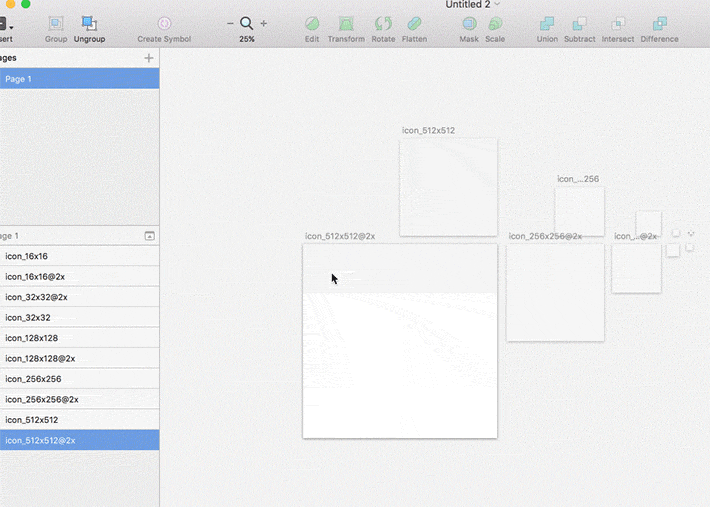 Untitled 2
sert
Group
Ungroup
Create Symbol
25%
Edit
Transform
Rotate
Flatten
Mask
Scale
Union
Subtract
Intersect
Difference
ages
Page 1
age 1
icon_16x16
icon_16x16@2x
icon_32x32@2x
icon_32x32
icon_128x128
icon_128x128@2x
icon_256x256
icon_256x256@2x
icon_512x512
icon_512x512@2x
icon_512x512
icon_...256
icon_512x512@2x
icon_256x256@2x
icon_...@2x